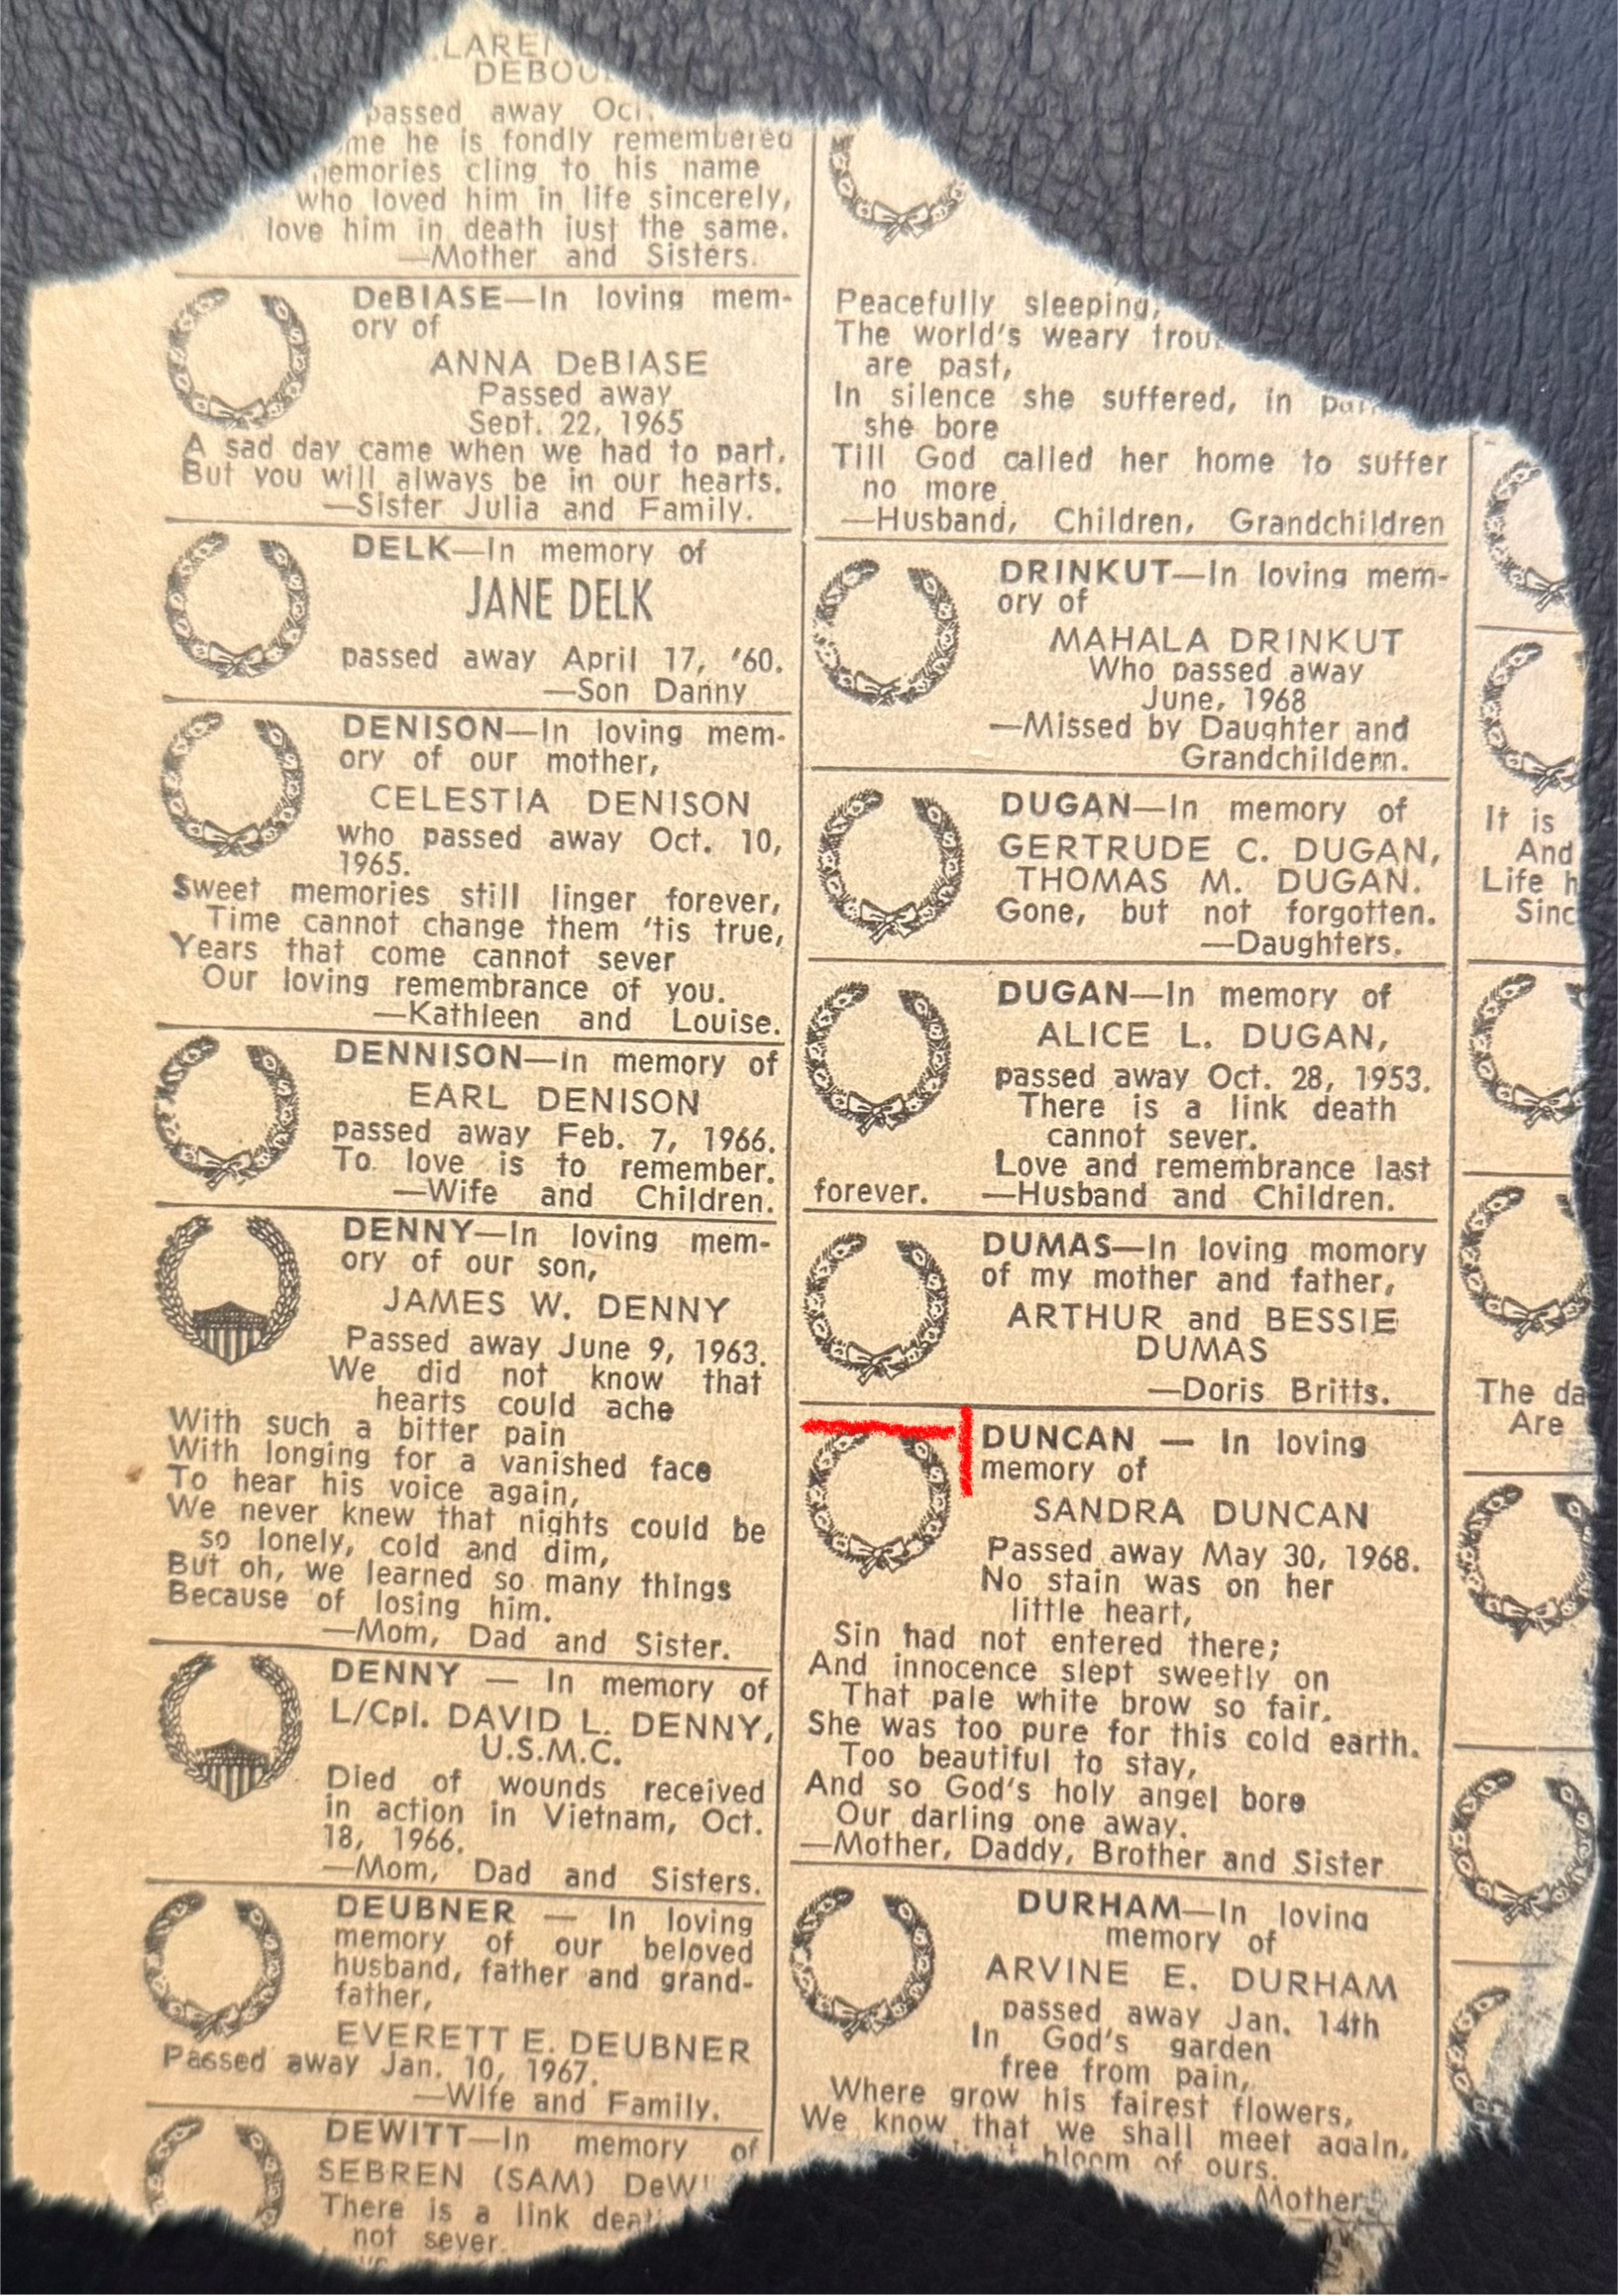 DEBOU
passed away Oct.
me he is fondly remembered
memories cling to his name
who loved him in life sincerely,
love him in death just the same.
—Mother and Sisters.
DeBIASE—In loving mem-
ory of
ANNA DeBIASE
Passed away
Sept. 22, 1965
A sad day came when we had to part,
But you will always be in our hearts.
—Sister Julia and Family.
DELK—In memory of
JANE DELK
passed away April 17, '60.
—Son Danny
DENISON—In loving mem-
ory of our mother,
CELESTIA DENISON
who passed away Oct. 10,
1965.
Sweet memories still linger forever,
Time cannot change them 'tis true,
Years that come cannot sever
Our loving remembrance of you.
—Kathleen and Louise.
DENNISON—In memory of
EARL DENISON
passed away Feb. 7, 1966.
To love is to remember.
—Wife and Children.
DENNY—In loving mem-
ory of our son,
JAMES W. DENNY
Passed away June 9, 1963.
We did not know that
hearts could ache
With such a bitter pain
With longing for a vanished face
To hear his voice again,
We never knew that nights could be
so lonely, cold and dim,
But oh, we learned so many things
Because of losing him.
—Mom, Dad and Sister.
DENNY — In memory of
L/Cpl. DAVID L. DENNY,
U.S.M.C.
Died of wounds received
in action in Vietnam, Oct.
18, 1966.
—Mom, Dad and Sisters.
DEUBNER — In loving
memory of our beloved
husband, father and grand-
father,
EVERETT E. DEUBNER
Passed away Jan. 10, 1967.
—Wife and Family.
DEWITT—In memory of
SEBREN (SAM) DeW
There is a link deat
not sever
Peacefully sleeping,
The world's weary trou
are past,
In silence she suffered, in
she bore
Till God called her home to suffer
no more.
—Husband, Children, Grandchildren
DRINKUT—In loving mem-
ory of
MAHALA DRINKUT
Who passed away
June, 1968
—Missed by Daughter and
Grandchildern.
DUGAN—In memory of
GERTRUDE C. DUGAN,
THOMAS M. DUGAN.
Gone, but not forgotten.
—Daughters.
DUGAN—In memory of
ALICE L. DUGAN,
passed away Oct. 28, 1953.
There is a link death
cannot sever.
Love and remembrance last
forever. —Husband and Children.
DUMAS—In loving momory
of my mother and father,
ARTHUR and BESSIE
DUMAS
—Doris Britts.
DUNCAN — In loving
memory of
SANDRA DUNCAN
Passed away May 30, 1968.
No stain was on her
little heart,
Sin had not entered there;
And innocence slept sweetly on
That pale white brow so fair.
She was too pure for this cold earth.
Too beautiful to stay,
And so God's holy angel bore
Our darling one away.
—Mother, Daddy, Brother and Sister
DURHAM—In loving
memory of
ARVINE E. DURHAM
passed away Jan. 14th
In God's garden
free from pain,
Where grow his fairest flowers,
We know that we shall meet again,
bloom of ours.
Mother
It is
And
Life h
Sinc
The da
Are